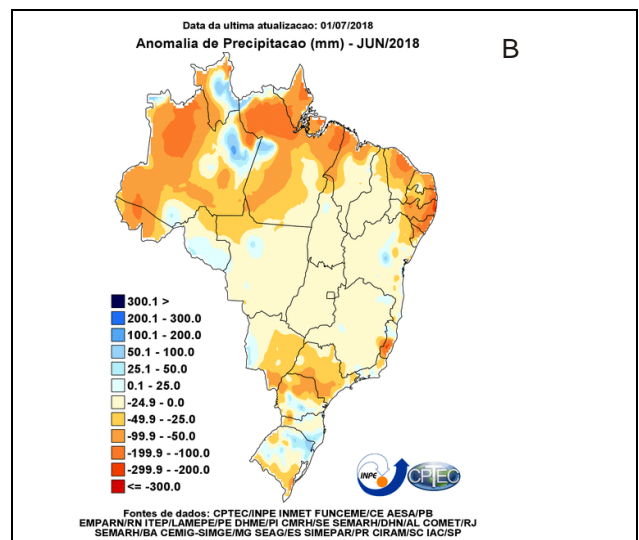 Data da ultima atualizacao: 01/07/2018
Anomalia de Precipitacao (mm) - JUN/2018
B
300.1 >
200.1 - 300.0
100.1 - 200.0
50.1 - 100.0
25.1 - 50.0
0.1 - 25.0
-24.9 - 0.0
-49.9 - -25.0
-99.9 - -50.0
-199.9 - -100.0
-299.9 - -200.0
<= -300.0
INPE
CPTEC
Fontes de dados: CPTEC/INPE INMET FUNCEME/CE AESA/PB
EMPARN/RN ITEP/LAMEPE/PE DHME/PI CMRH/SE SEMARH/DHN/AL COMET/RJ
SEMARH/BA CEMIG-SIMGE/MG SEAG/ES SIMEPAR/PR CIRAM/SC IAC/SP